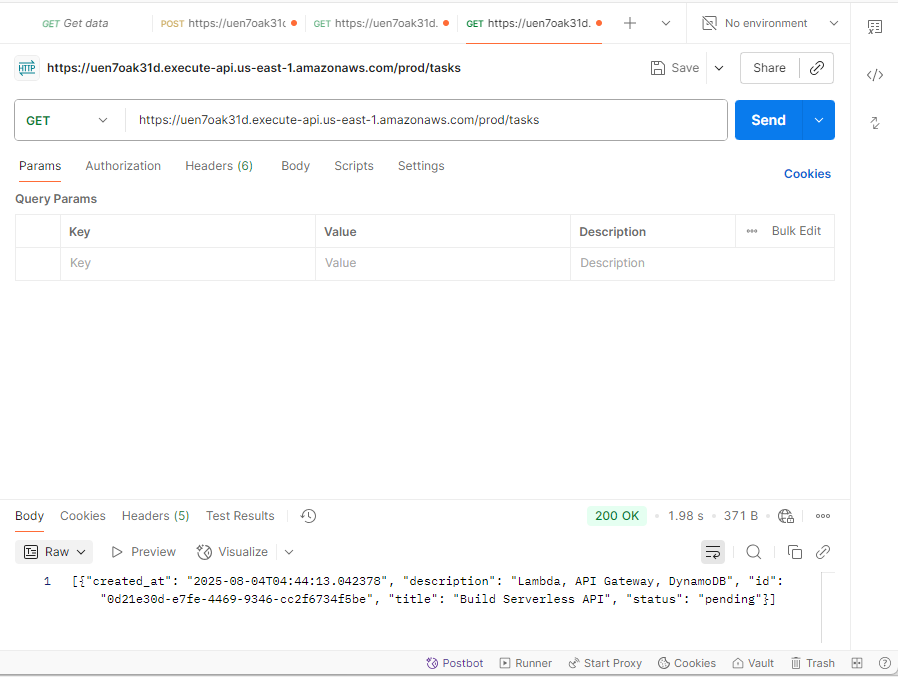 GET Get data
POST https://uen7oak31d
GET https://uen7oak31d.
GET https://uen7oak31d.
No environment
HTTP https://uen7oak31d.execute-api.us-east-1.amazonaws.com/prod/tasks
Save
Share
GET https://uen7oak31d.execute-api.us-east-1.amazonaws.com/prod/tasks
Send
Params Authorization Headers (6) Body Scripts Settings
Cookies
Query Params
Key Value Description Bulk Edit
Key Value Description
Body Cookies Headers (5) Test Results
200 OK 1.98 s 371 B
Raw Preview Visualize
1 [{"created_at": "2025-08-04T04:44:13.042378", "description": "Lambda, API Gateway, DynamoDB", "id":
"0d21e30d-e7fe-4469-9346-cc2f6734f5be", "title": "Build Serverless API", "status": "pending"}]
Postbot Runner Start Proxy Cookies Vault Trash